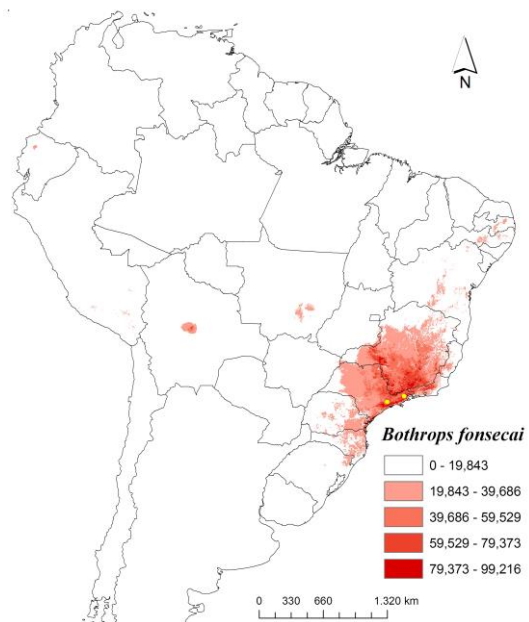 N
Bothrops fonsecai
0 - 19,843
19,843 - 39,686
39,686 - 59,529
59,529 - 79,373
79,373 - 99,216
0 330 660 1.320 km